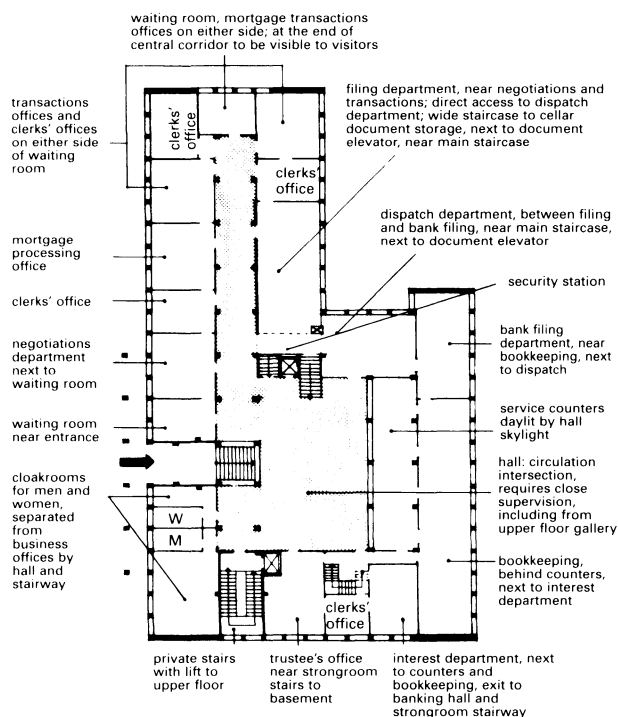 waiting room, mortgage transactions
offices on either side; at the end of
central corridor to be visible to visitors
transactions
offices and
clerks' offices
on either side
of waiting
room
filing department, near negotiations and
transactions; direct access to dispatch
department; wide staircase to cellar
document storage, next to document
elevator, near main staircase
clerks'
office
clerks'
office
dispatch department, between filing
and bank filing, near main staircase,
next to document elevator
mortgage
processing
office
security station
clerks' office
bank filing
department, near
bookkeeping, next
to dispatch
negotiations
department
next to
waiting room
service counters
daylit by hall
skylight
waiting room
near entrance
hall: circulation
intersection,
requires close
supervision,
including from
upper floor gallery
cloakrooms
for men and
women,
separated
from
business
offices by
hall and
stairway
W
M
bookkeeping,
behind counters,
next to interest
department
clerks'
office
private stairs
with lift to
upper floor
trustee's office
near strongroom
stairs to
basement
interest department, next
to counters and
bookkeeping, exit to
banking hall and
strongroom stairway